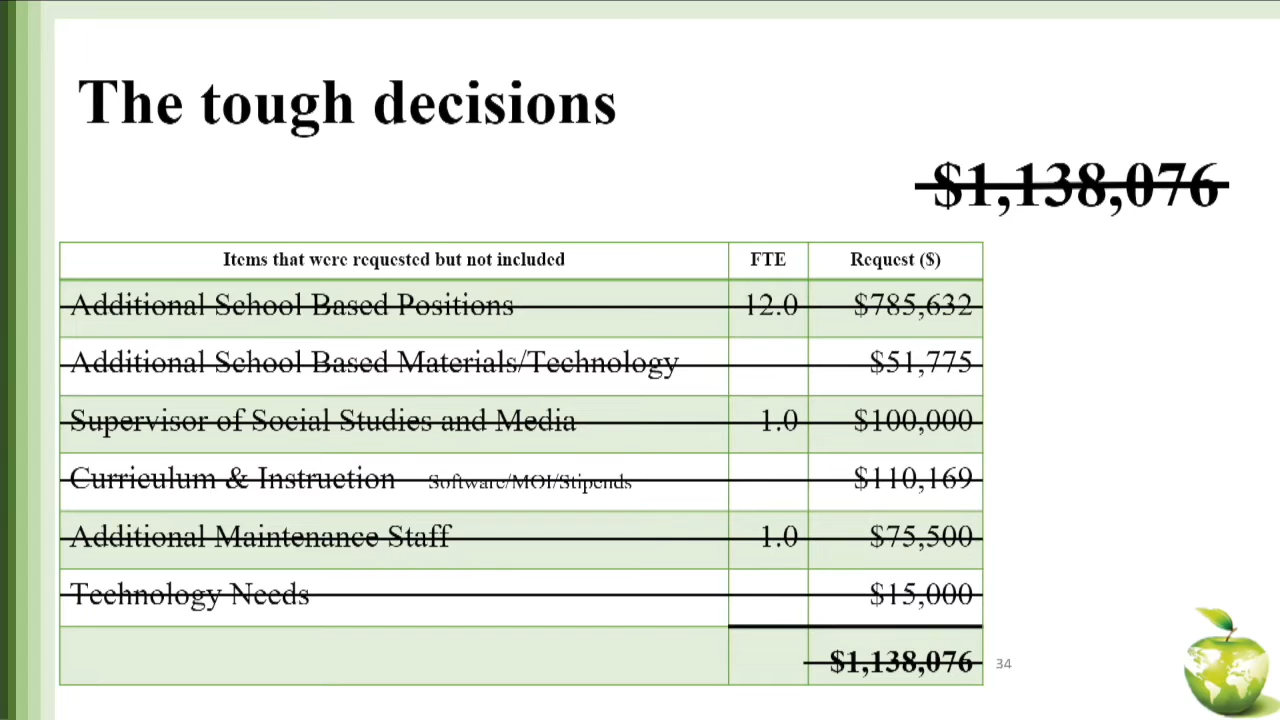 The tough decisions
$1,138,076
Items that were requested but not included FTE Request ($)
Additional School Based Positions 12.0 $785,632
Additional School Based Materials/Technology $51,775
Supervisor of Social Studies and Media 1.0 $100,000
Curriculum & Instruction Software/MOI/Stipends $110,169
Additional Maintenance Staff 1.0 $75,500
Technology Needs $15,000
$1,138,076
34